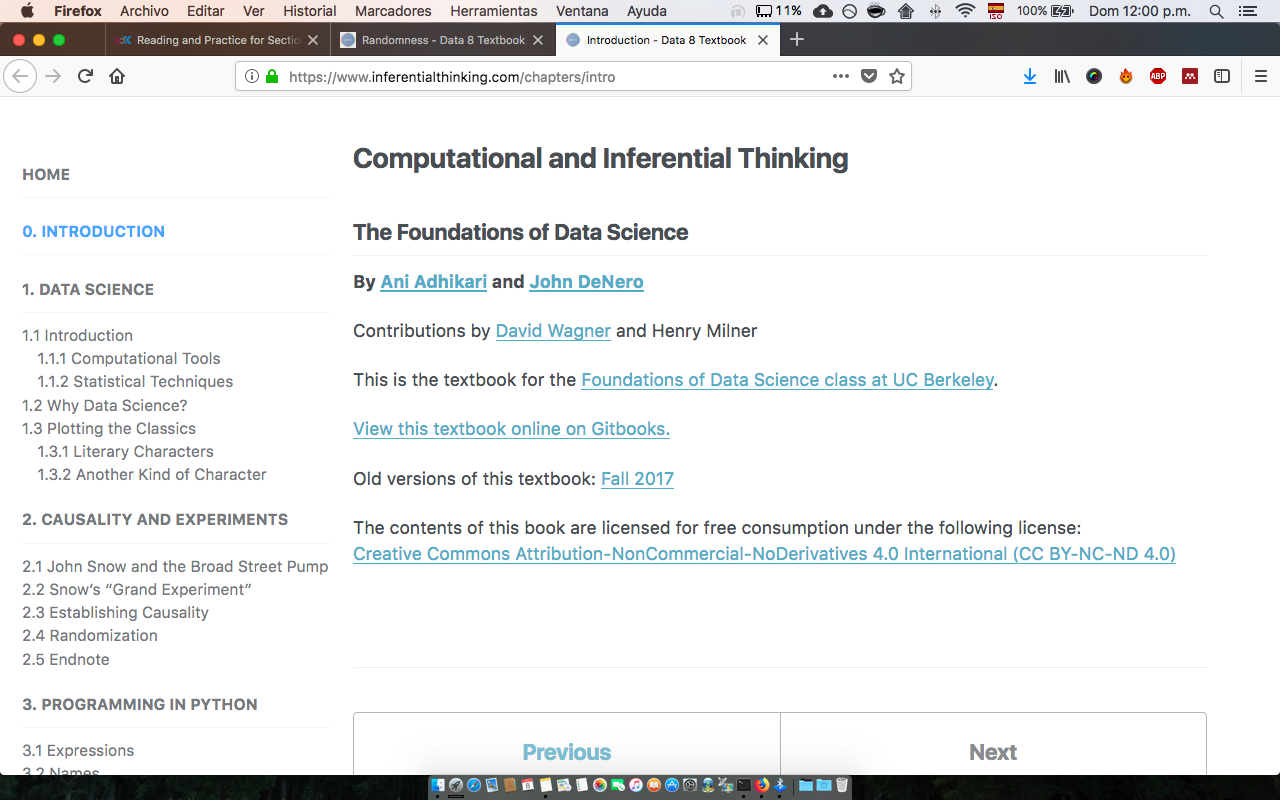 Firefox Archivo Editar Ver Historial Marcadores Herramientas Ventana Ayuda 11% ISO 100% Dom 12:00 p.m.
Reading and Practice for Sectio
Randomness - Data 8 Textbook
Introduction - Data 8 Textbook
https://www.inferentialthinking.com/chapters/intro
ABP
HOME
0. INTRODUCTION
1. DATA SCIENCE
1.1 Introduction
1.1.1 Computational Tools
1.1.2 Statistical Techniques
1.2 Why Data Science?
1.3 Plotting the Classics
1.3.1 Literary Characters
1.3.2 Another Kind of Character
2. CAUSALITY AND EXPERIMENTS
2.1 John Snow and the Broad Street Pump
2.2 Snow’s “Grand Experiment”
2.3 Establishing Causality
2.4 Randomization
2.5 Endnote
3. PROGRAMMING IN PYTHON
3.1 Expressions
3.2 Names
Computational and Inferential Thinking
The Foundations of Data Science
By Ani Adhikari and John DeNero
Contributions by David Wagner and Henry Milner
This is the textbook for the Foundations of Data Science class at UC Berkeley.
View this textbook online on Gitbooks.
Old versions of this textbook: Fall 2017
The contents of this book are licensed for free consumption under the following license:
Creative Commons Attribution-NonCommercial-NoDerivatives 4.0 International (CC BY-NC-ND 4.0)
Previous
Next